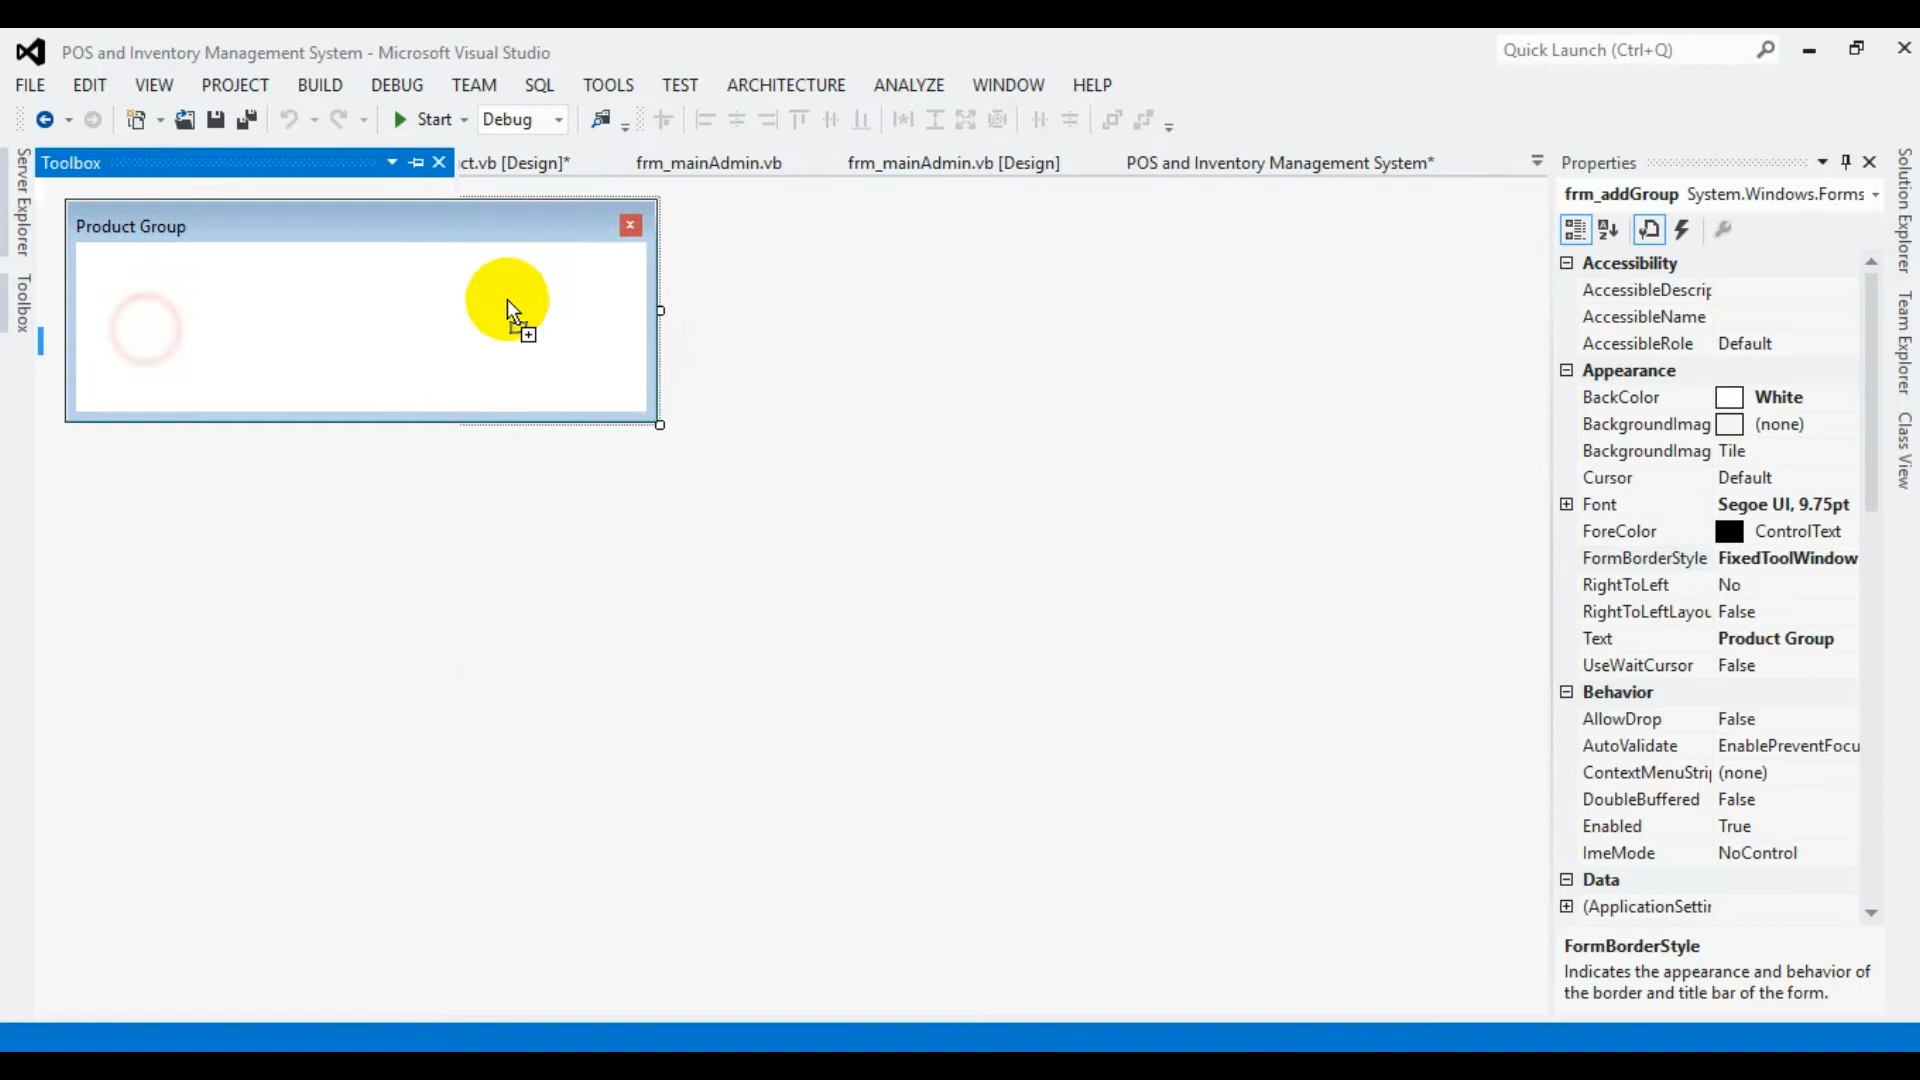 POS and Inventory Management System - Microsoft Visual Studio
Quick Launch (Ctrl+Q)
FILE EDIT VIEW PROJECT BUILD DEBUG TEAM SQL TOOLS TEST ARCHITECTURE ANALYZE WINDOW HELP
Start Debug
Server Explorer
Toolbox
Toolbox
ct.vb [Design]* frm_mainAdmin.vb frm_mainAdmin.vb [Design] POS and Inventory Management System*
Product Group
Properties
frm_addGroup System.Windows.Forms
Accessibility
AccessibleDescrip
AccessibleName
AccessibleRole Default
Appearance
BackColor White
BackgroundImag (none)
BackgroundImag Tile
Cursor Default
Font Segoe UI, 9.75pt
ForeColor ControlText
FormBorderStyle FixedToolWindow
RightToLeft No
RightToLeftLayou False
Text Product Group
UseWaitCursor False
Behavior
AllowDrop False
AutoValidate EnablePreventFocu
ContextMenuStrip (none)
DoubleBuffered False
Enabled True
ImeMode NoControl
Data
(ApplicationSettin
FormBorderStyle
Indicates the appearance and behavior of
the border and title bar of the form.
Solution Explorer
Team Explorer
Class View